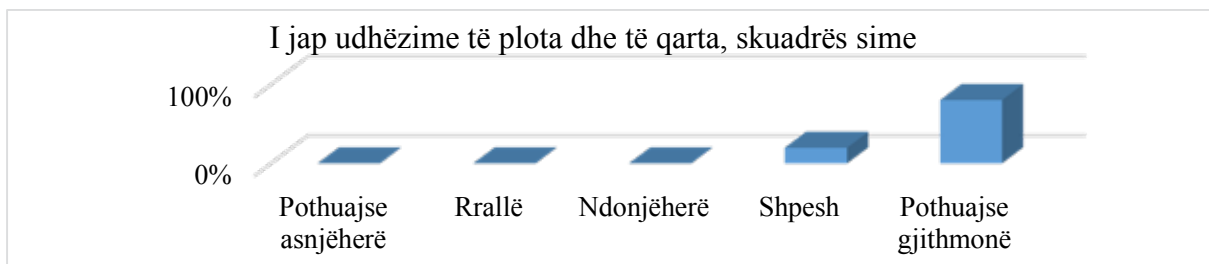 I jap udhëzime të plota dhe të qarta, skuadrës sime
100%
0%
Pothuajse
asnjëherë
Rrallë
Ndonjëherë
Shpesh
Pothuajse
gjithmonë